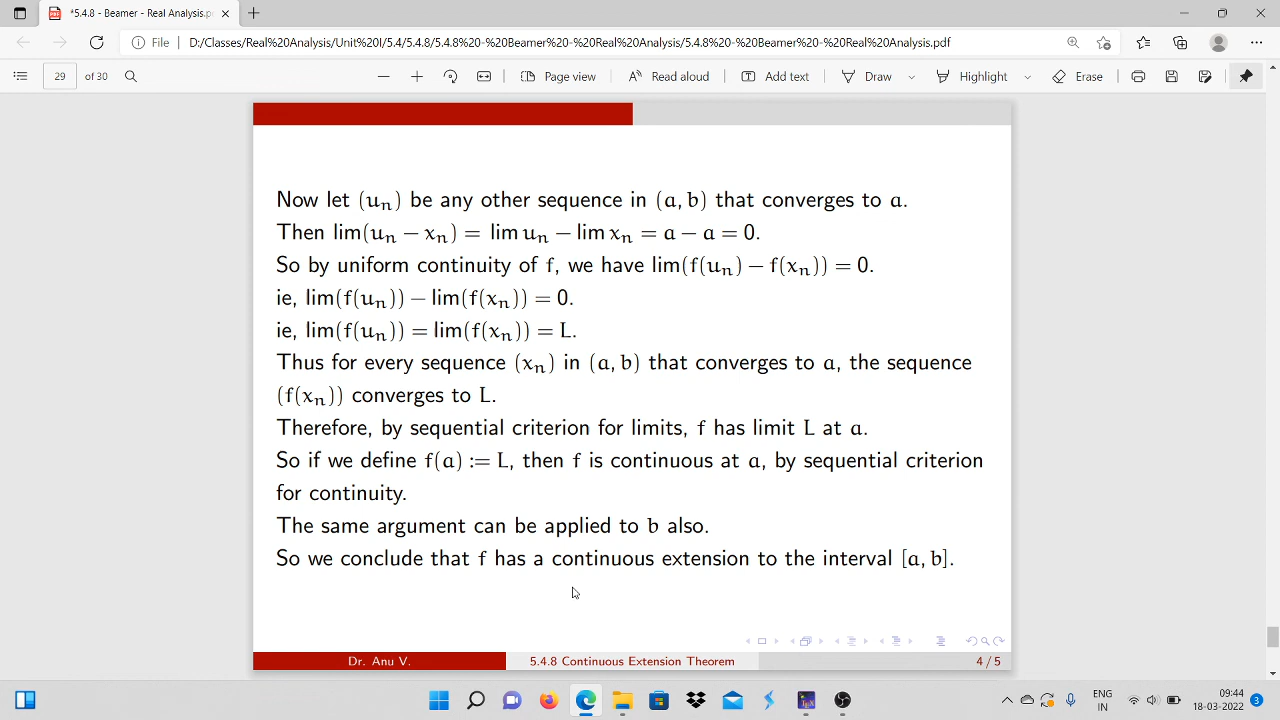 *5.4.8 - Beamer - Real Analysis.p
File | D:/Classes/Real%20Analysis/Unit%20I/5.4/5.4.8/5.4.8%20-%20Beamer%20-%20Real%20Analysis/5.4.8%20-%20Beamer%20-%20Real%20Analysis.pdf
29 of 30 Page view Read aloud Add text Draw Highlight Erase
Now let (uₙ) be any other sequence in (a, b) that converges to a.
Then lim(uₙ − xₙ) = lim uₙ − lim xₙ = a − a = 0.
So by uniform continuity of f, we have lim(f(uₙ) − f(xₙ)) = 0.
ie, lim(f(uₙ)) − lim(f(xₙ)) = 0.
ie, lim(f(uₙ)) = lim(f(xₙ)) = L.
Thus for every sequence (xₙ) in (a, b) that converges to a, the sequence
(f(xₙ)) converges to L.
Therefore, by sequential criterion for limits, f has limit L at a.
So if we define f(a) := L, then f is continuous at a, by sequential criterion
for continuity.
The same argument can be applied to b also.
So we conclude that f has a continuous extension to the interval [a, b].
Dr. Anu V. 5.4.8 Continuous Extension Theorem 4 / 5
ENG 09:44
IN 18-03-2022 3